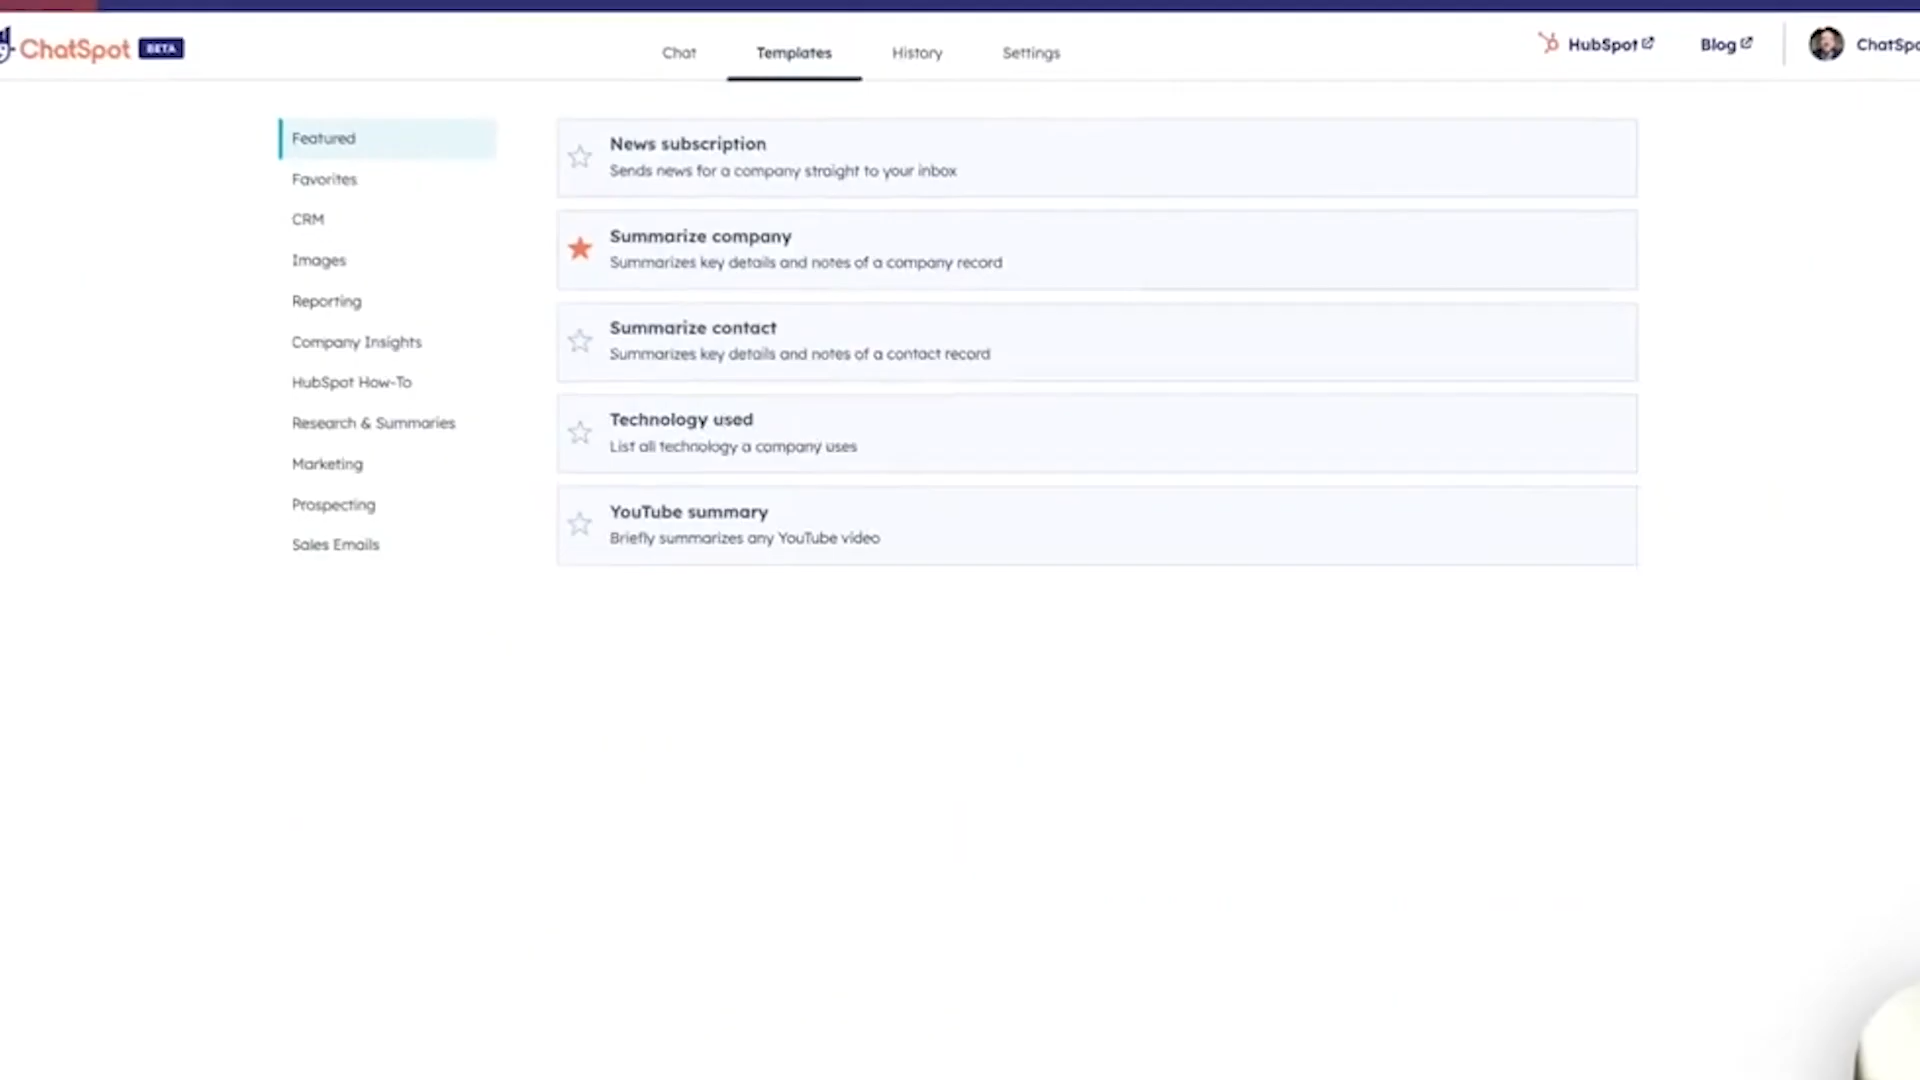 ChatSpot BETA
Chat
Templates
History
Settings
HubSpot
Blog
Featured
Favorites
CRM
Images
Reporting
Company Insights
HubSpot How-To
Research & Summaries
Marketing
Prospecting
Sales Emails
News subscription
Sends news for a company straight to your inbox
Summarize company
Summarizes key details and notes of a company record
Summarize contact
Summarizes key details and notes of a contact record
Technology used
List all technology a company uses
YouTube summary
Briefly summarizes any YouTube video